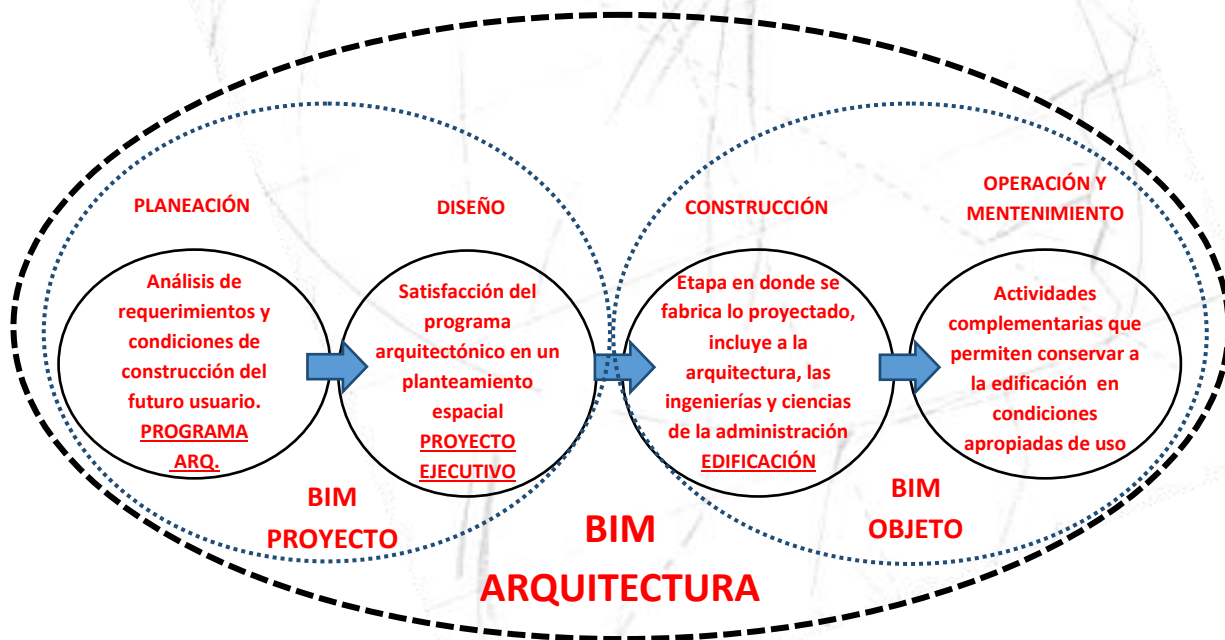 PLANEACIÓN
Análisis de
requerimientos y
condiciones de
construcción del
futuro usuario.
PROGRAMA
ARQ.
DISEÑO
Satisfacción del
programa
arquitectónico en un
planteamiento
espacial
PROYECTO
EJECUTIVO
BIM
PROYECTO
CONSTRUCCIÓN
Etapa en donde se
fabrica lo proyectado,
incluye a la
arquitectura, las
ingenierías y ciencias
de la administración
EDIFICACIÓN
OPERACIÓN Y
MENTENIMIENTO
Actividades
complementarias que
permiten conservar a
la edificación en
condiciones
apropiadas de uso
BIM
OBJETO
BIM
ARQUITECTURA